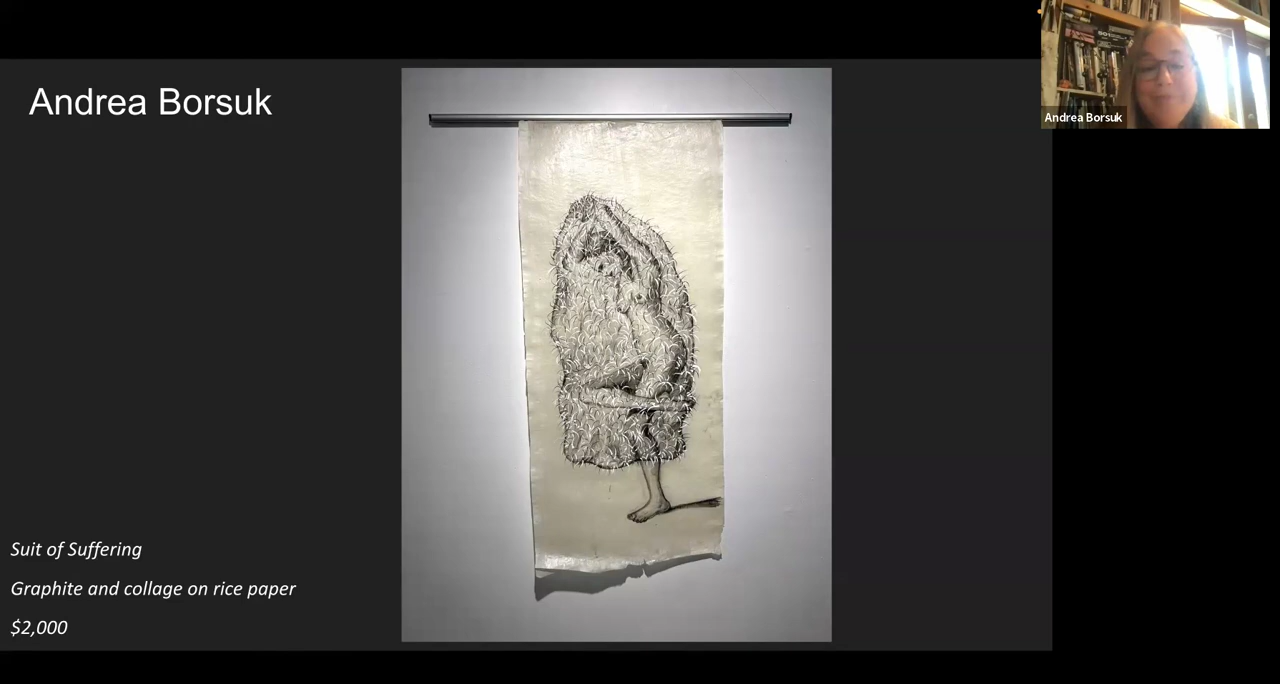 Andrea Borsuk
Andrea Borsuk
Suit of Suffering
Graphite and collage on rice paper
$2,000